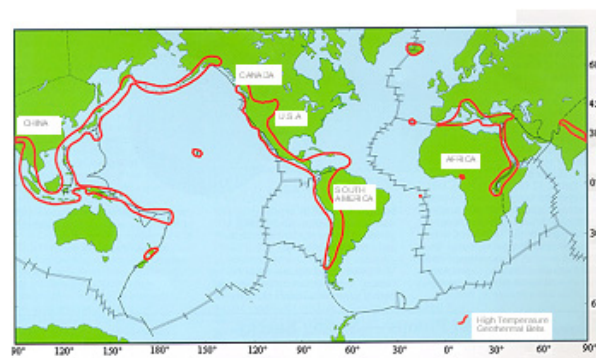 CANADA
CHINA
U.S.A
AFRICA
SOUTH
AMERICA
High Temperature
Geothermal Belts
90° 120° 150° 180° 150° 120° 90° 60° 30° 0° 30° 60° 90°